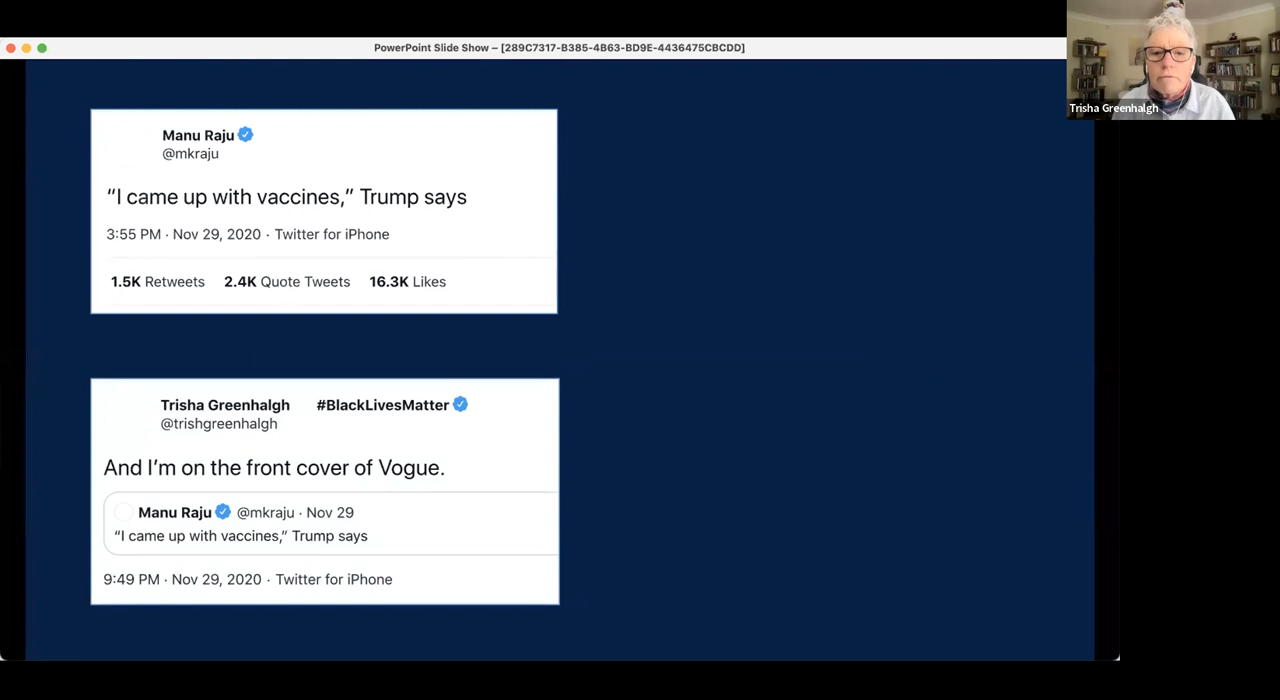 PowerPoint Slide Show – [289C7317-B385-4B63-BD9E-4436475CBCDD]
Trisha Greenhalgh
Manu Raju
@mkraju
“I came up with vaccines,” Trump says
3:55 PM · Nov 29, 2020 · Twitter for iPhone
1.5K Retweets 2.4K Quote Tweets 16.3K Likes
Trisha Greenhalgh #BlackLivesMatter
@trishgreenhalgh
And I’m on the front cover of Vogue.
Manu Raju @mkraju · Nov 29
“I came up with vaccines,” Trump says
9:49 PM · Nov 29, 2020 · Twitter for iPhone